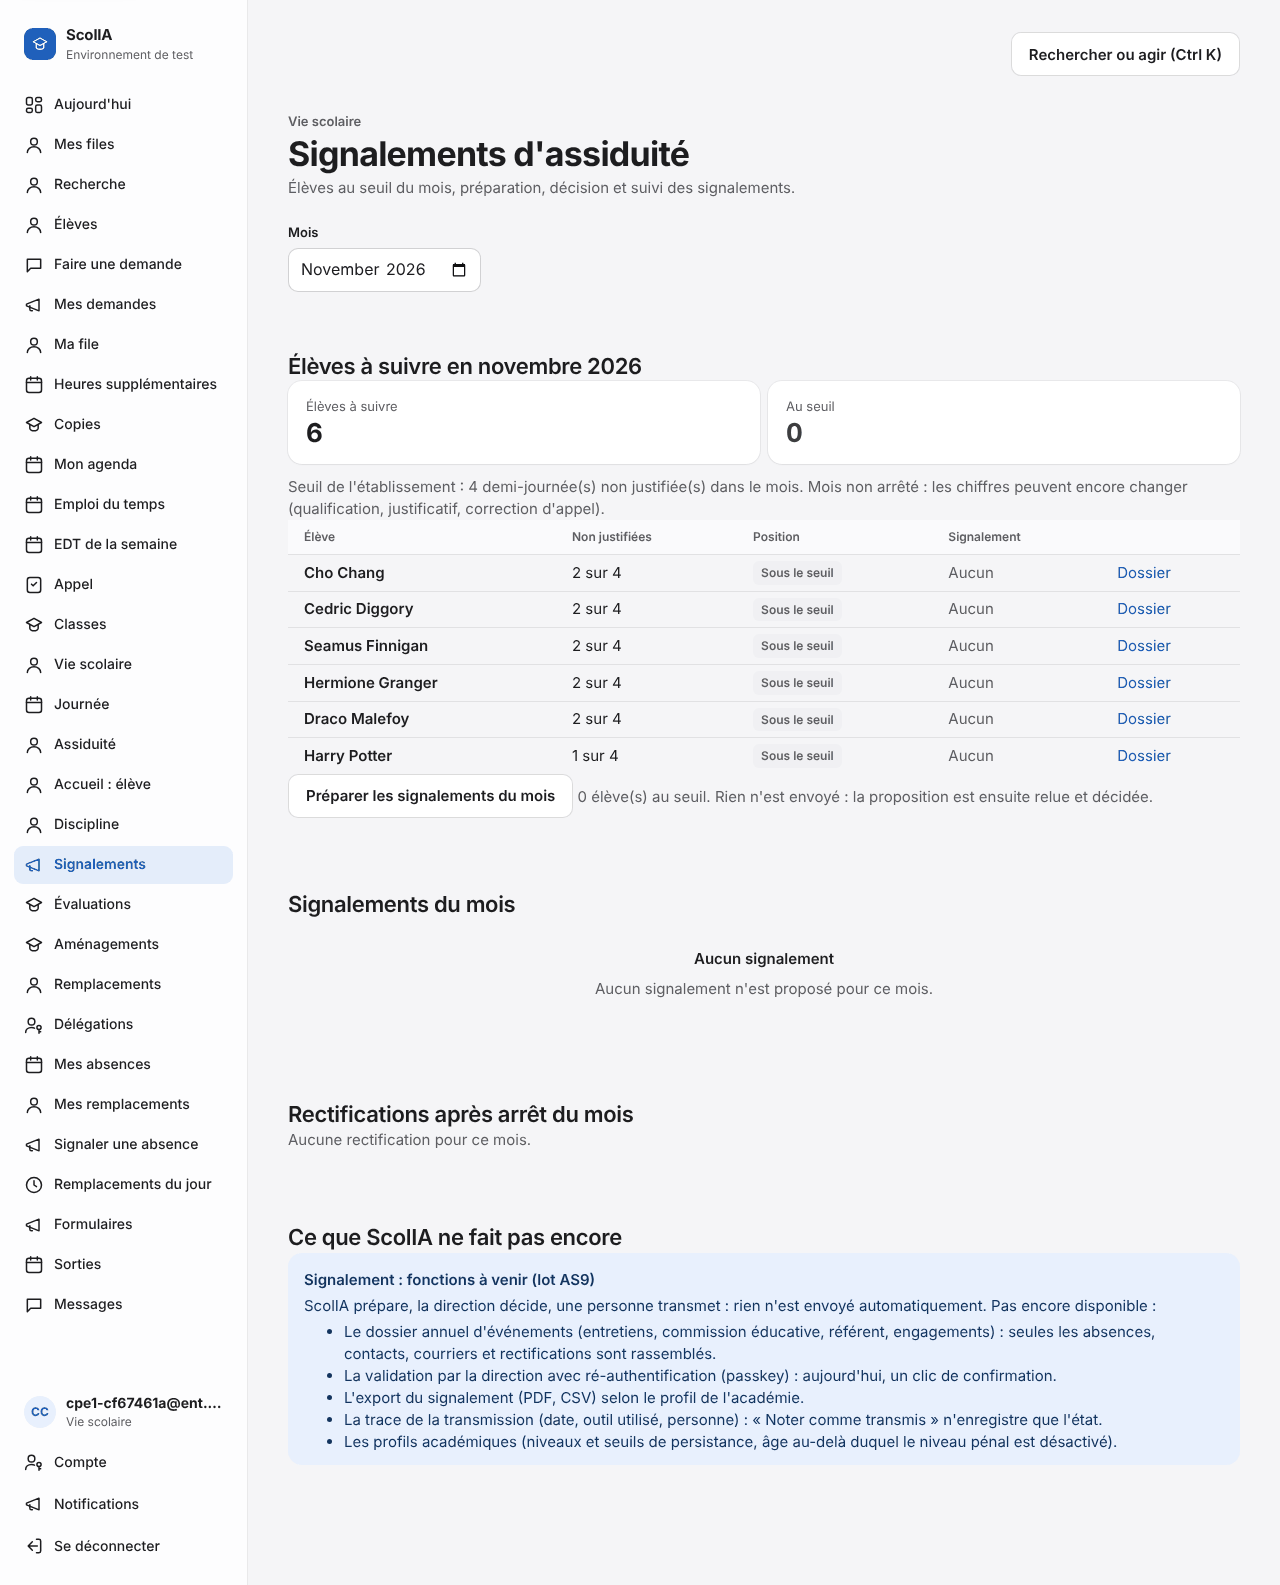 ScolIA
Environnement de test
Aujourd'hui
Mes files
Recherche
Élèves
Faire une demande
Mes demandes
Ma file
Heures supplémentaires
Copies
Mon agenda
Emploi du temps
EDT de la semaine
Appel
Classes
Vie scolaire
Journée
Assiduité
Accueil : élève
Discipline
Signalements
Évaluations
Aménagements
Remplacements
Délégations
Mes absences
Mes remplacements
Signaler une absence
Remplacements du jour
Formulaires
Sorties
Messages
CC
cpe1-cf67461a@ent....
Vie scolaire
Compte
Notifications
Se déconnecter
Rechercher ou agir (Ctrl K)
Vie scolaire
Signalements d'assiduité
Élèves au seuil du mois, préparation, décision et suivi des signalements.
Mois
November 2026
Élèves à suivre en novembre 2026
Élèves à suivre
6
Au seuil
0
Seuil de l'établissement : 4 demi-journée(s) non justifiée(s) dans le mois. Mois non arrêté : les chiffres peuvent encore changer
(qualification, justificatif, correction d'appel).
Élève Non justifiées Position Signalement
Cho Chang 2 sur 4 Sous le seuil Aucun Dossier
Cedric Diggory 2 sur 4 Sous le seuil Aucun Dossier
Seamus Finnigan 2 sur 4 Sous le seuil Aucun Dossier
Hermione Granger 2 sur 4 Sous le seuil Aucun Dossier
Draco Malefoy 2 sur 4 Sous le seuil Aucun Dossier
Harry Potter 1 sur 4 Sous le seuil Aucun Dossier
Préparer les signalements du mois 0 élève(s) au seuil. Rien n'est envoyé : la proposition est ensuite relue et décidée.
Signalements du mois
Aucun signalement
Aucun signalement n'est proposé pour ce mois.
Rectifications après arrêt du mois
Aucune rectification pour ce mois.
Ce que ScolIA ne fait pas encore
Signalement : fonctions à venir (lot AS9)
ScolIA prépare, la direction décide, une personne transmet : rien n'est envoyé automatiquement. Pas encore disponible :
• Le dossier annuel d'événements (entretiens, commission éducative, référent, engagements) : seules les absences,
contacts, courriers et rectifications sont rassemblés.
• La validation par la direction avec ré-authentification (passkey) : aujourd'hui, un clic de confirmation.
• L'export du signalement (PDF, CSV) selon le profil de l'académie.
• La trace de la transmission (date, outil utilisé, personne) : « Noter comme transmis » n'enregistre que l'état.
• Les profils académiques (niveaux et seuils de persistance, âge au-delà duquel le niveau pénal est désactivé).